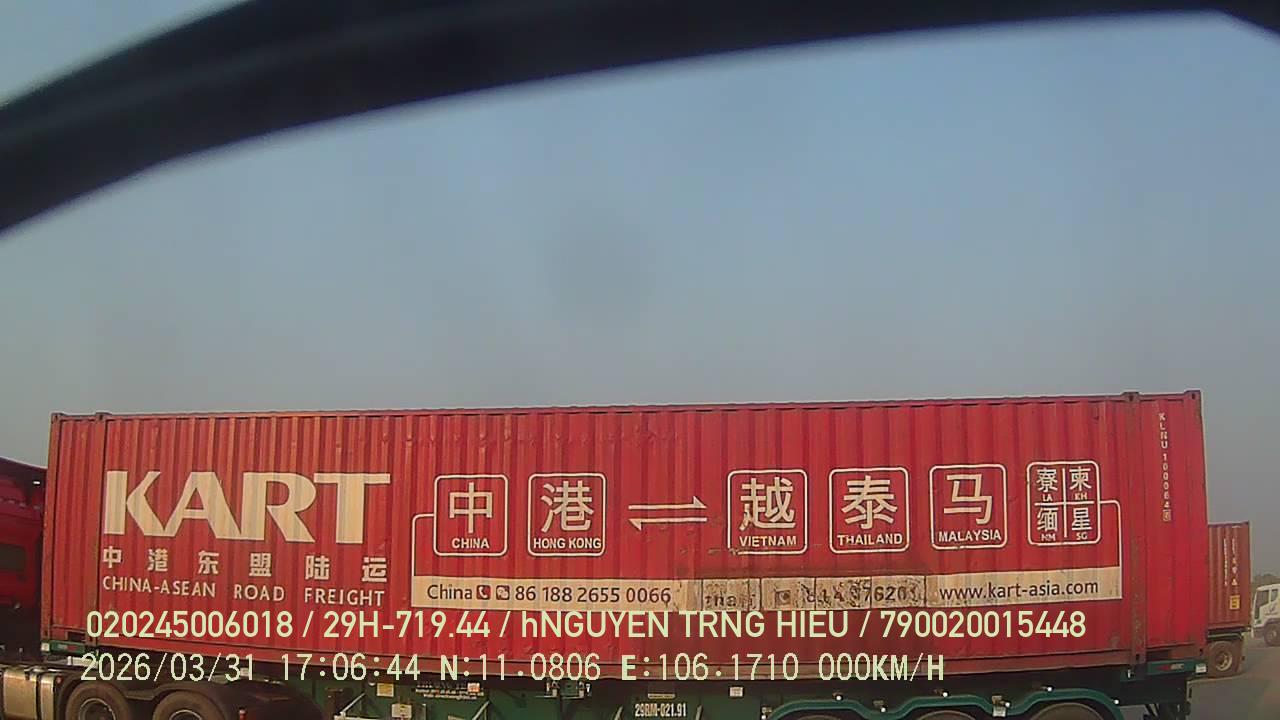 KART
中港东盟陆运
CHINA-ASEAN ROAD FREIGHT
中 CHINA
港 HONG KONG
越 VIETNAM
泰 THAILAND
马 MALAYSIA
寮 LA
柬 KH
缅 MM
星 SG
China 86 188 2655 0066
www.kart-asia.com
020245006018 / 29H-719.44 / hNGUYEN TRNG HIEU / 790020015448
2026/03/31 17:06:44 N:11.0806 E:106.1710 000KM/H
29RM-021.91